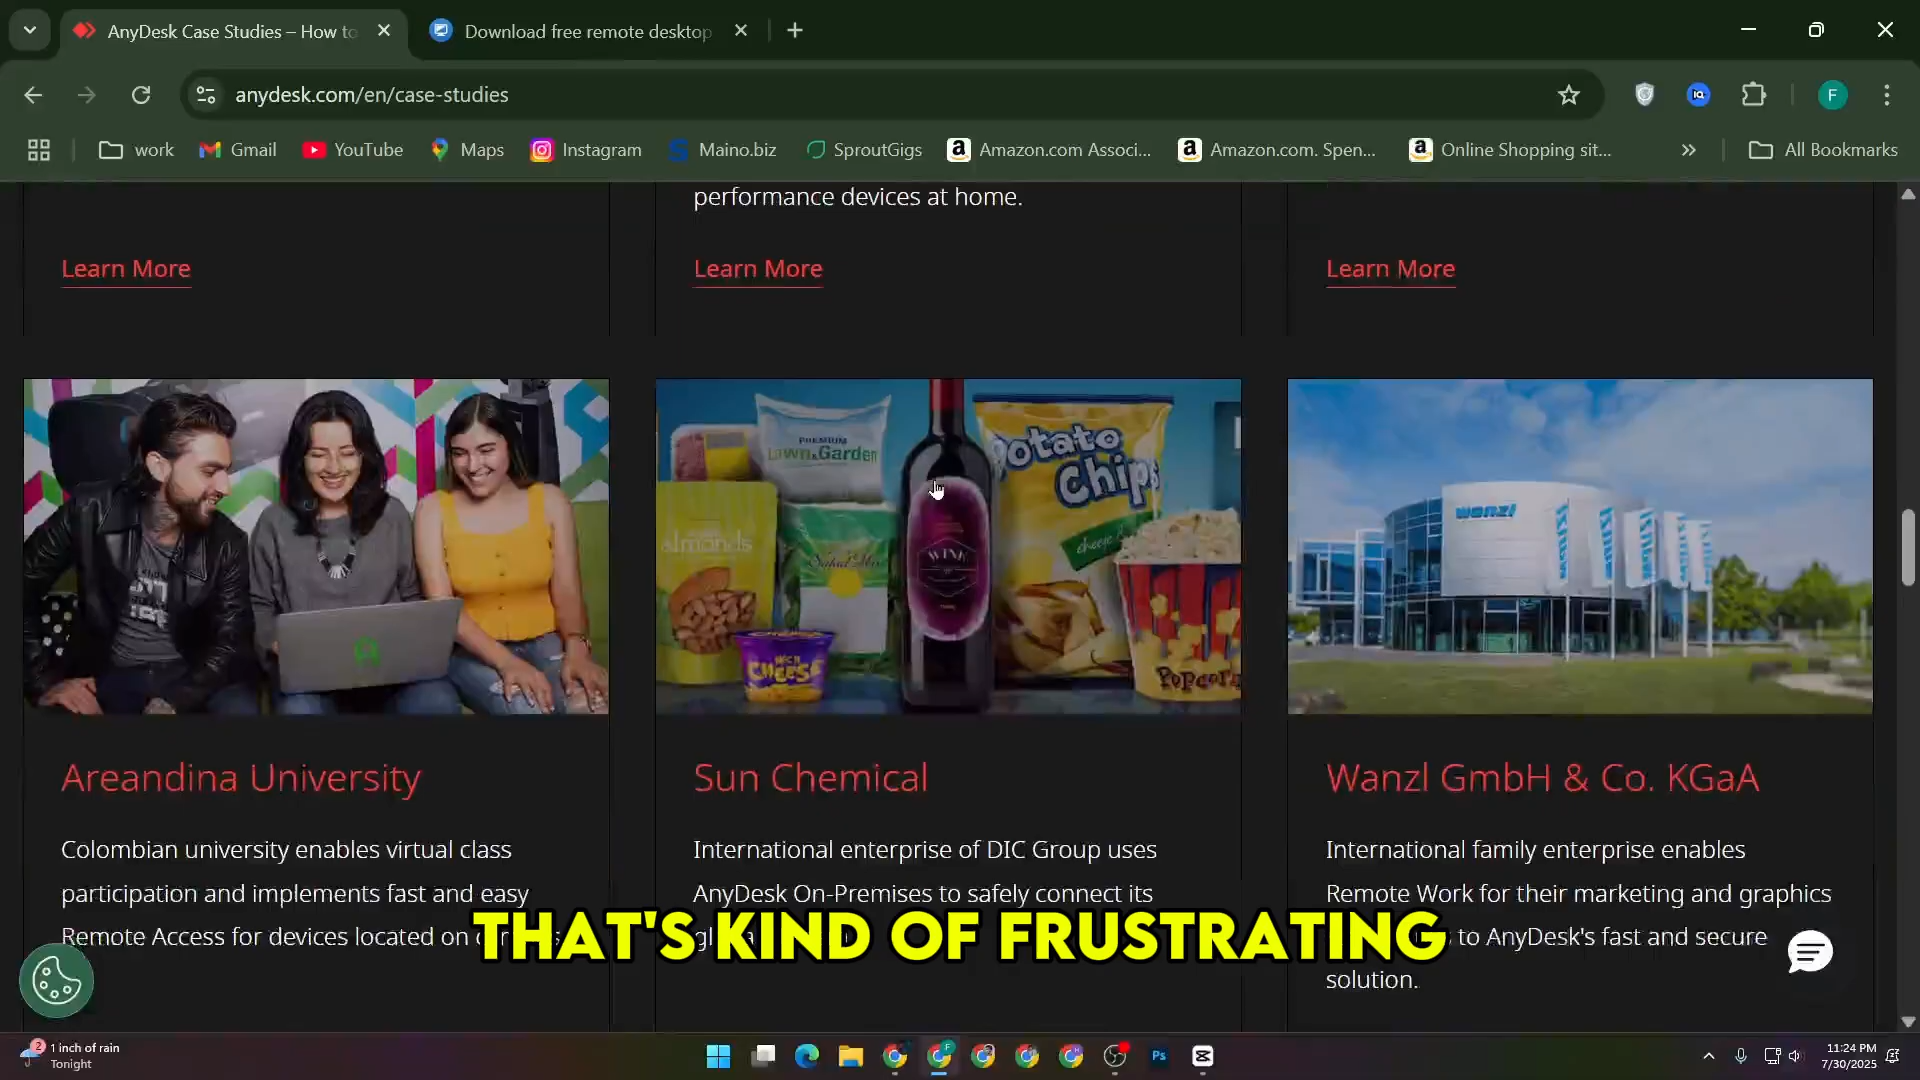 AnyDesk Case Studies – How to
Download free remote desktop
anydesk.com/en/case-studies
F
work
Gmail
YouTube
Maps
Instagram
Maino.biz
SproutGigs
Amazon.com Associ...
Amazon.com. Spen...
Online Shopping sit...
All Bookmarks
performance devices at home.
Learn More
Learn More
Learn More
PREMIUM
Lawn&Garden
Potato
Chips
almonds
WINE
CHEESE
Popcorn
wanzl
Areandina University
Sun Chemical
Wanzl GmbH & Co. KGaA
Colombian university enables virtual class
participation and implements fast and easy
Remote Access for devices located on
International enterprise of DIC Group uses
AnyDesk On-Premises to safely connect its
International family enterprise enables
Remote Work for their marketing and graphics
to AnyDesk's fast and secure
solution.
THAT'S KIND OF FRUSTRATING
2
1 inch of rain
Tonight
Ps
11:24 PM
7/30/2025